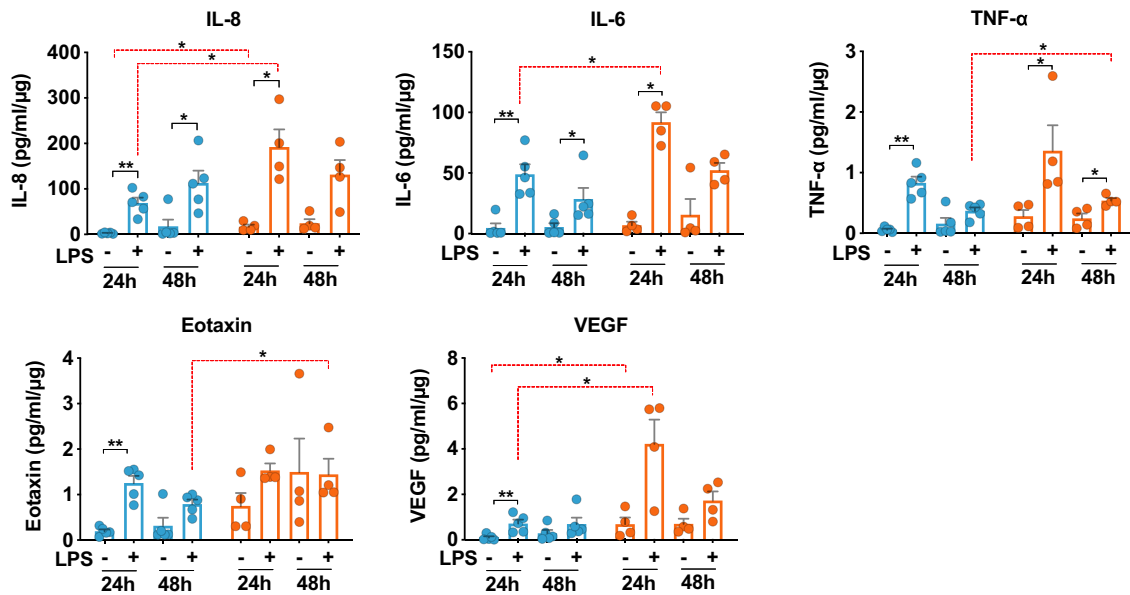 IL-8
IL-8 (pg/ml/µg)
400
300
200
100
0
*
*
**
*
*
LPS - + - + - + - +
24h 48h 24h 48h
IL-6
IL-6 (pg/ml/µg)
150
100
50
0
*
**
*
*
LPS - + - + - + - +
24h 48h 24h 48h
TNF-α
TNF-α (pg/ml/µg)
3
2
1
0
*
**
*
*
LPS - + - + - + - +
24h 48h 24h 48h
Eotaxin
Eotaxin (pg/ml/µg)
4
3
2
1
0
*
**
LPS - + - + - + - +
24h 48h 24h 48h
VEGF
VEGF (pg/ml/µg)
8
6
4
2
0
*
*
**
LPS - + - + - + - +
24h 48h 24h 48h